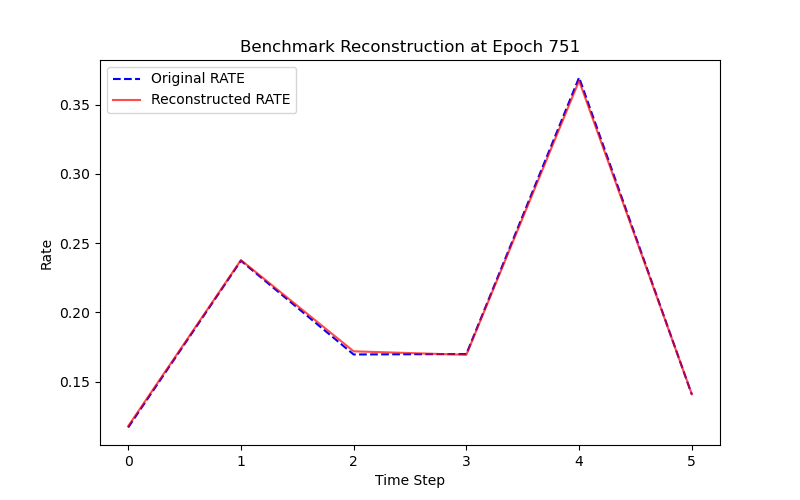 Benchmark Reconstruction at Epoch 751
Original RATE
Reconstructed RATE
0.35
0.30
0.25
0.20
0.15
Rate
0 1 2 3 4 5
Time Step